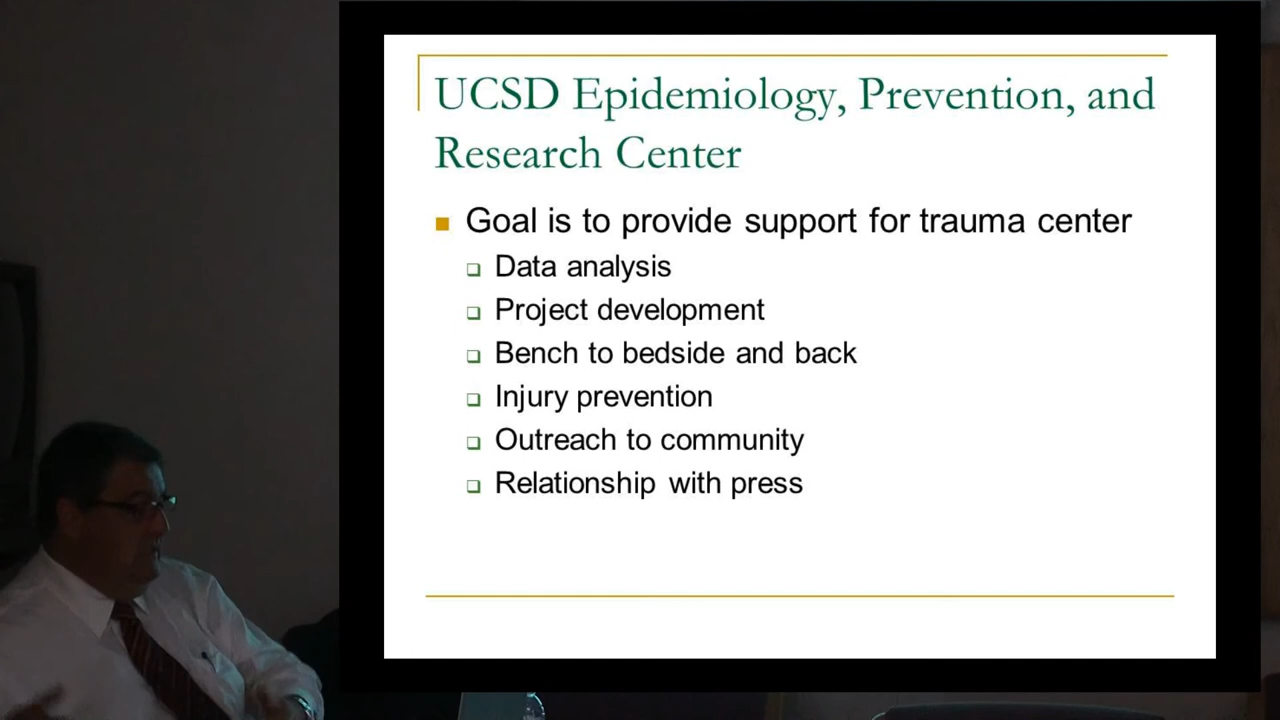 UCSD Epidemiology, Prevention, and
Research Center
Goal is to provide support for trauma center
Data analysis
Project development
Bench to bedside and back
Injury prevention
Outreach to community
Relationship with press